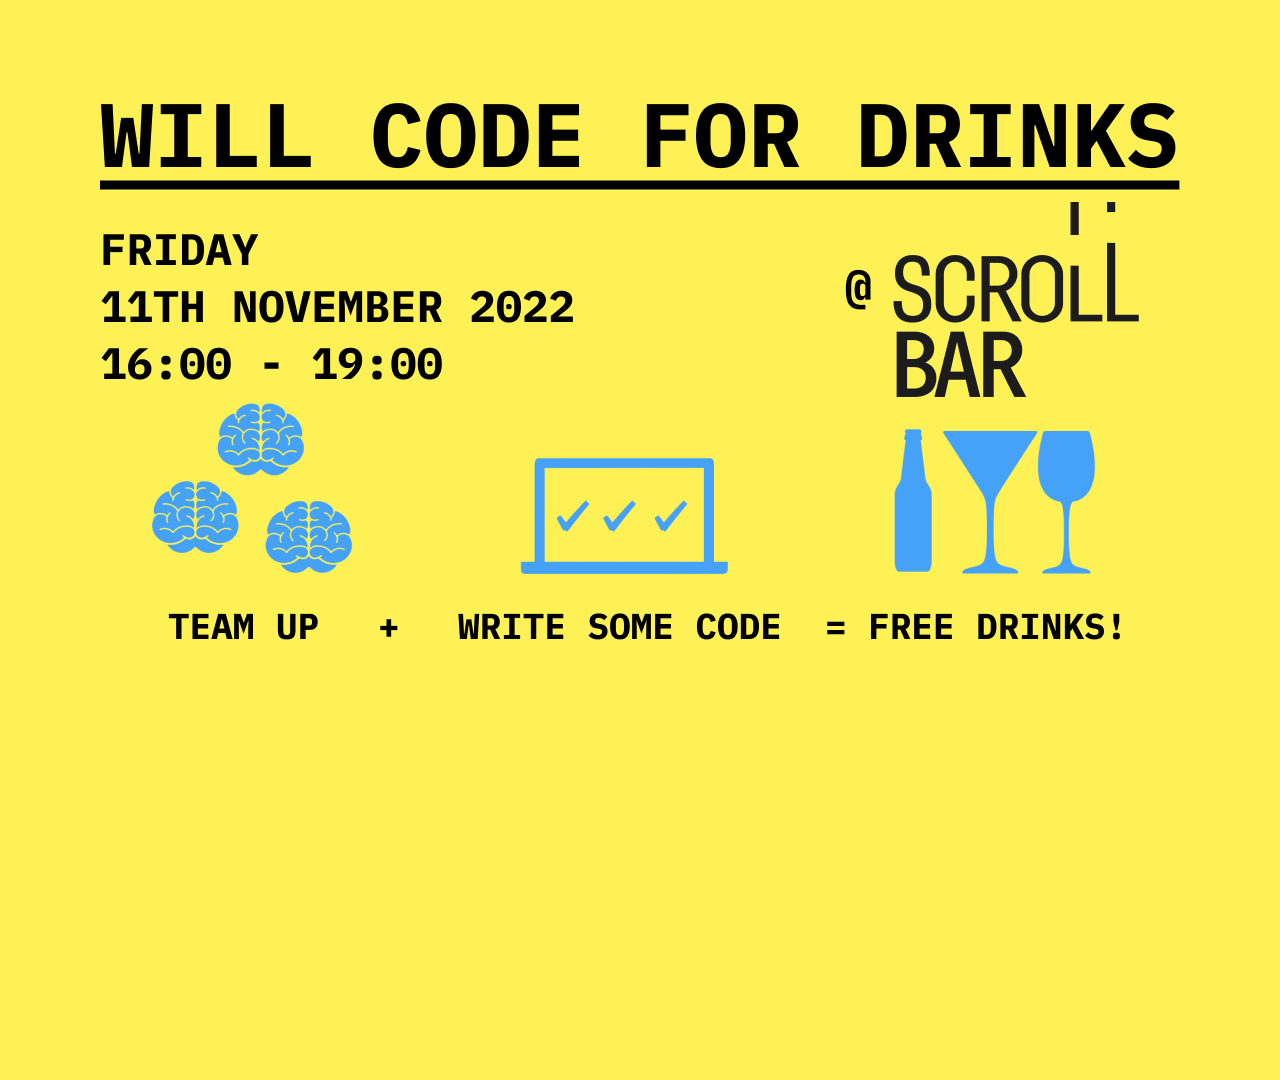 WILL CODE FOR DRINKS
FRIDAY
11TH NOVEMBER 2022
16:00 - 19:00
@ SCROLL
BAR
TEAM UP + WRITE SOME CODE = FREE DRINKS!